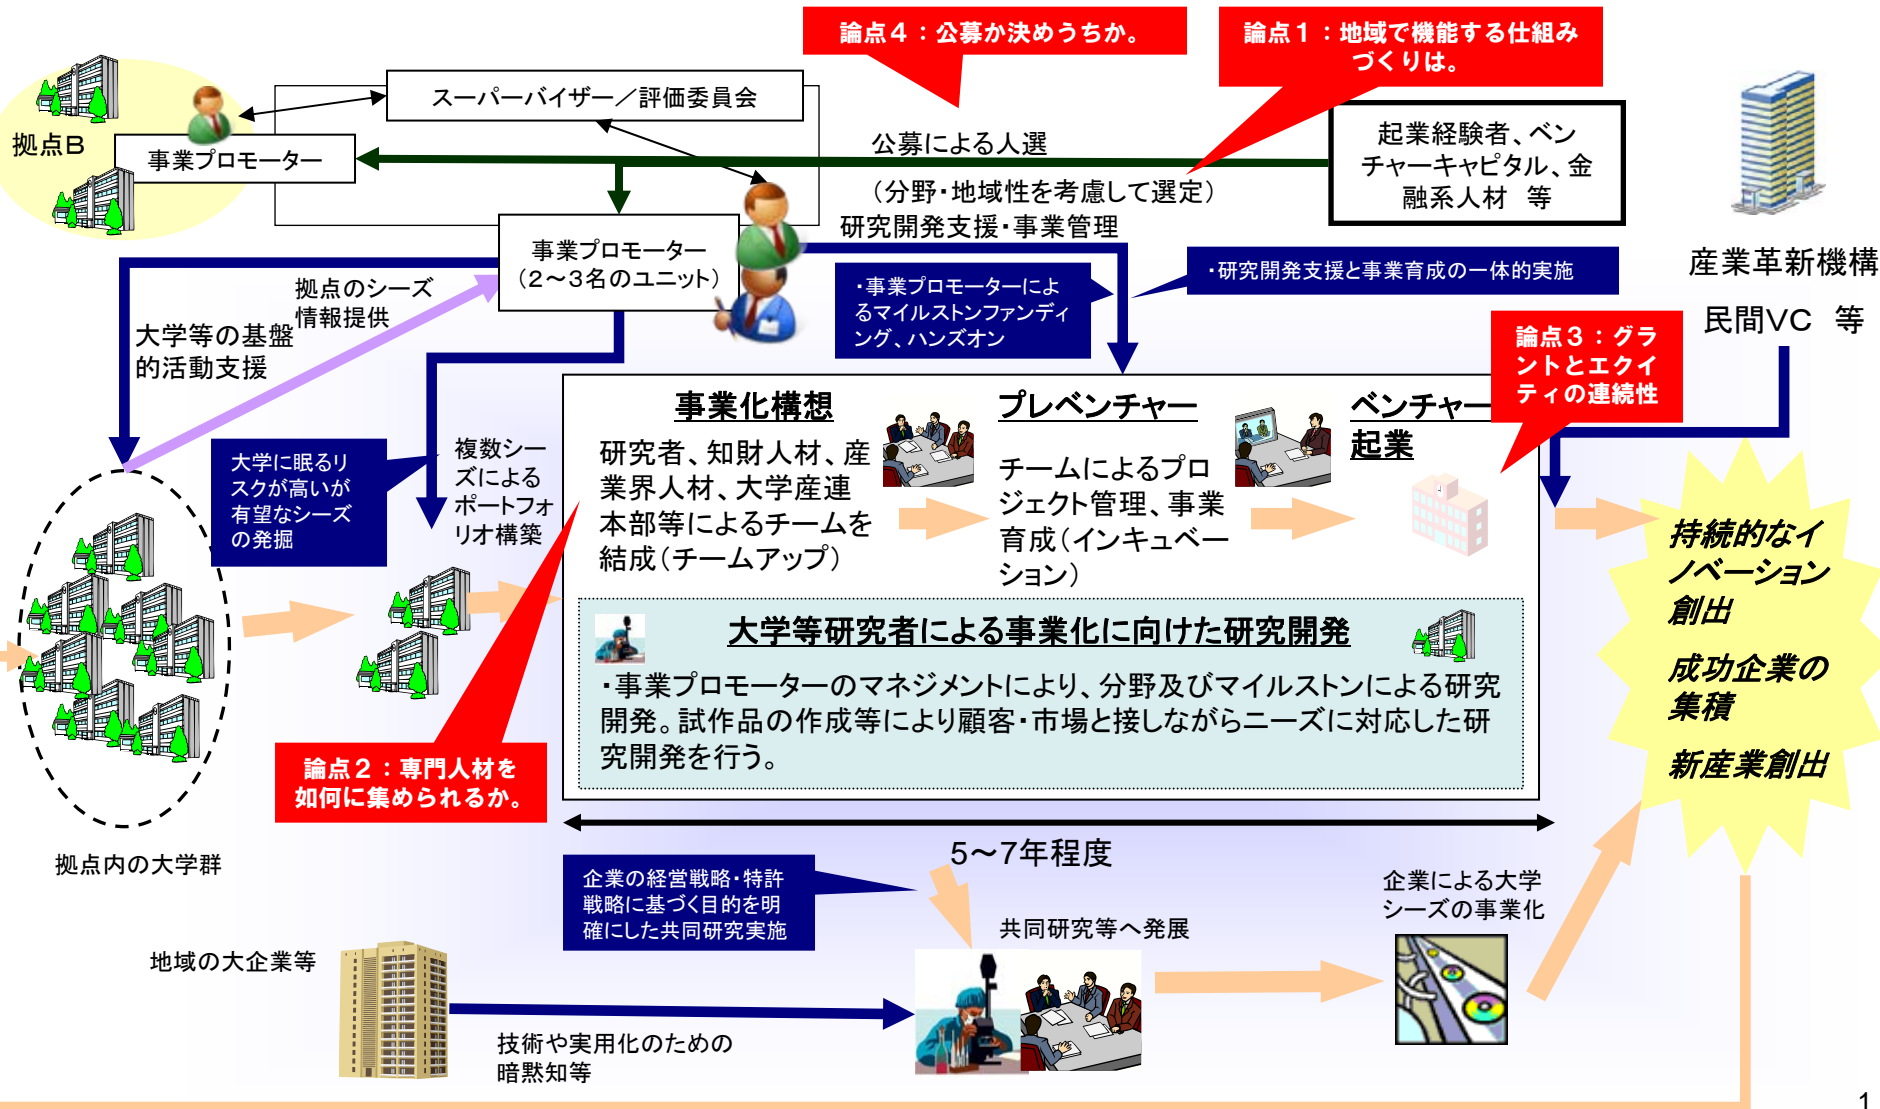 論点４：公募か決めうちか。
論点１：地域で機能する仕組み
づくりは。
スーパーバイザー／評価委員会
拠点Ｂ
事業プロモーター
公募による人選
（分野・地域性を考慮して選定）
起業経験者、ベン
チャーキャピタル、金
融系人材　等
研究開発支援・事業管理
事業プロモーター
（２～３名のユニット）
産業革新機構
民間VC　等
拠点のシーズ
情報提供
大学等の基盤
的活動支援
・事業プロモーターによ
るマイルストンファンディ
ング、ハンズオン
・研究開発支援と事業育成の一体的実施
論点３：グラ
ントとエクイ
ティの連続性
大学に眠るリ
スクが高いが
有望なシーズ
の発掘
複数シー
ズによる
ポートフォ
リオ構築
事業化構想
研究者、知財人材、産
業界人材、大学産連
本部等によるチームを
結成（チームアップ）
プレベンチャー
チームによるプロ
ジェクト管理、事業
育成（インキュベー
ション）
ベンチャー
起業
持続的なイ
ノベーション
創出
成功企業の
集積
新産業創出
大学等研究者による事業化に向けた研究開発
・事業プロモーターのマネジメントにより、分野及びマイルストンによる研究
開発。試作品の作成等により顧客・市場と接しながらニーズに対応した研
究開発を行う。
論点２：専門人材を
如何に集められるか。
5～7年程度
拠点内の大学群
企業の経営戦略・特許
戦略に基づく目的を明
確にした共同研究実施
共同研究等へ発展
企業による大学
シーズの事業化
地域の大企業等
技術や実用化のための
暗黙知等
1